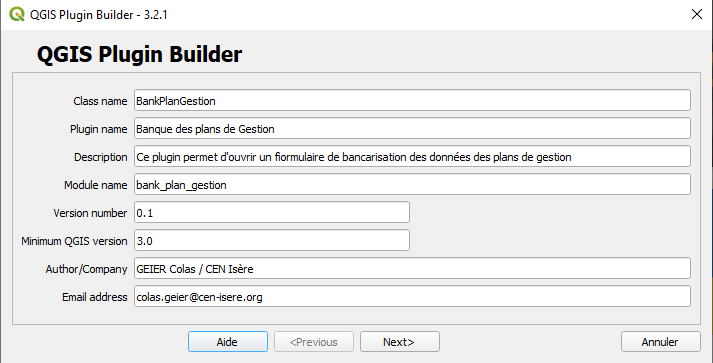 QGIS Plugin Builder - 3.2.1
QGIS Plugin Builder
Class name BankPlanGestion
Plugin name Banque des plans de Gestion
Description Ce plugin permet d'ouvrir un fiormulaire de bancarisation des données des plans de gestion
Module name bank_plan_gestion
Version number 0.1
Minimum QGIS version 3.0
Author/Company GEIER Colas / CEN Isère
Email address colas.geier@cen-isere.org
Aide <Previous Next> Annuler